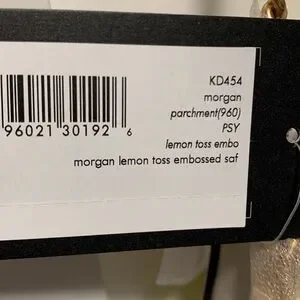 KD454
morgan
parchment(960)
PSY
96021 30192 6
lemon toss embo
morgan lemon toss embossed saf